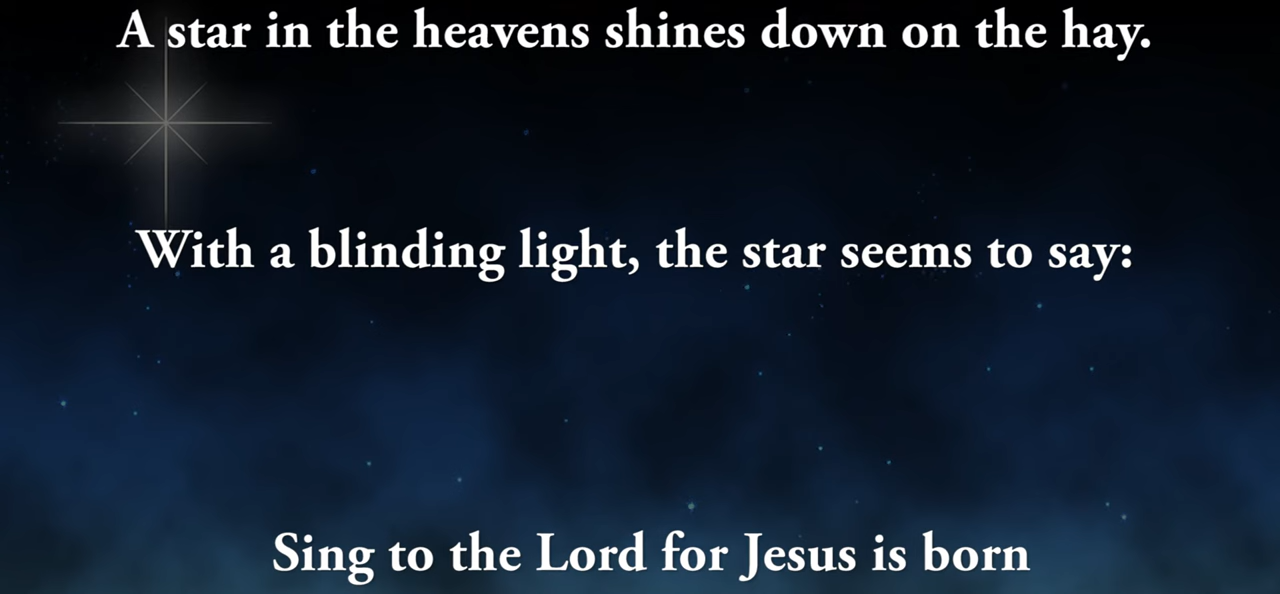 A star in the heavens shines down on the hay.
With a blinding light, the star seems to say:
Sing to the Lord for Jesus is born